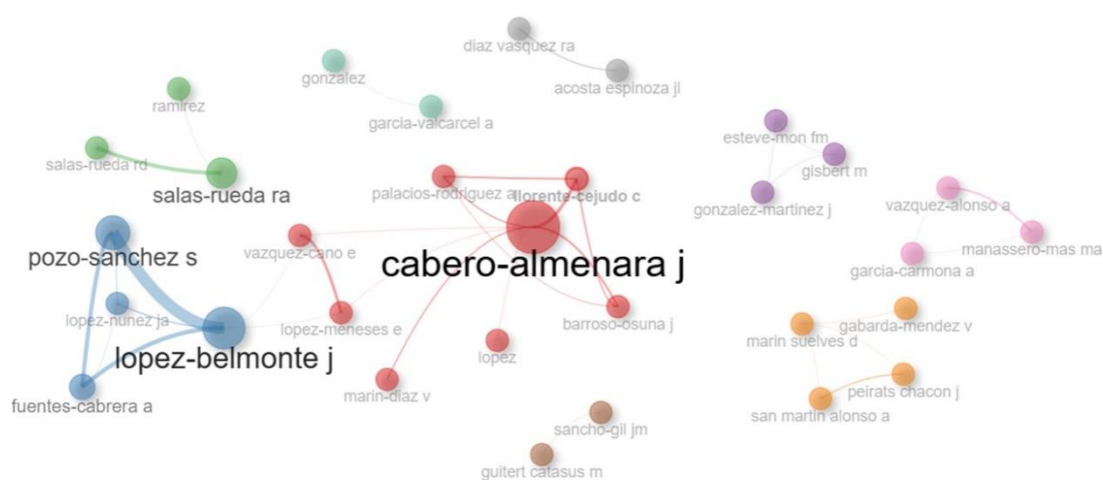 diaz vasquez ra
gonzalez
acosta espinoza jl
ramirez
garcia-valcarcel a
esteve-mon fm
salas-rueda rd
gisbert m
salas-rueda ra
palacios-rodriguez a
llorente-cejudo c
gonzalez-martinez j
vazquez-alonso a
pozo-sanchez s
vazquez-cano e
cabero-almenara j
manassero-mas ma
garcia-carmona a
lopez-nunez ja
lopez-meneses e
barroso-osuna j
gabarda-mendez v
marin suelves d
lopez-belmonte j
lopez
peirats chacon j
marin-diaz v
fuentes-cabrera a
san martin alonso a
sancho-gil jm
guitert catasus m